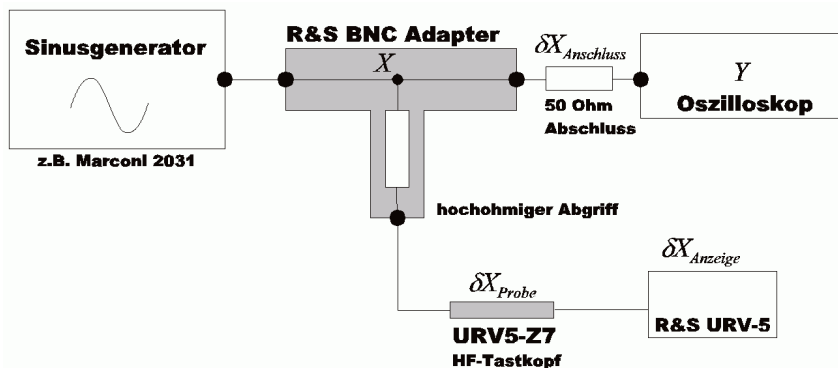 Sinusgenerator
z.B. Marconi 2031
R&S BNC Adapter
X
δX_Anschluss
50 Ohm
Abschluss
Y
Oszilloskop
hochohmiger Abgriff
δX_Probe
URV5-Z7
HF-Tastkopf
δX_Anzeige
R&S URV-5